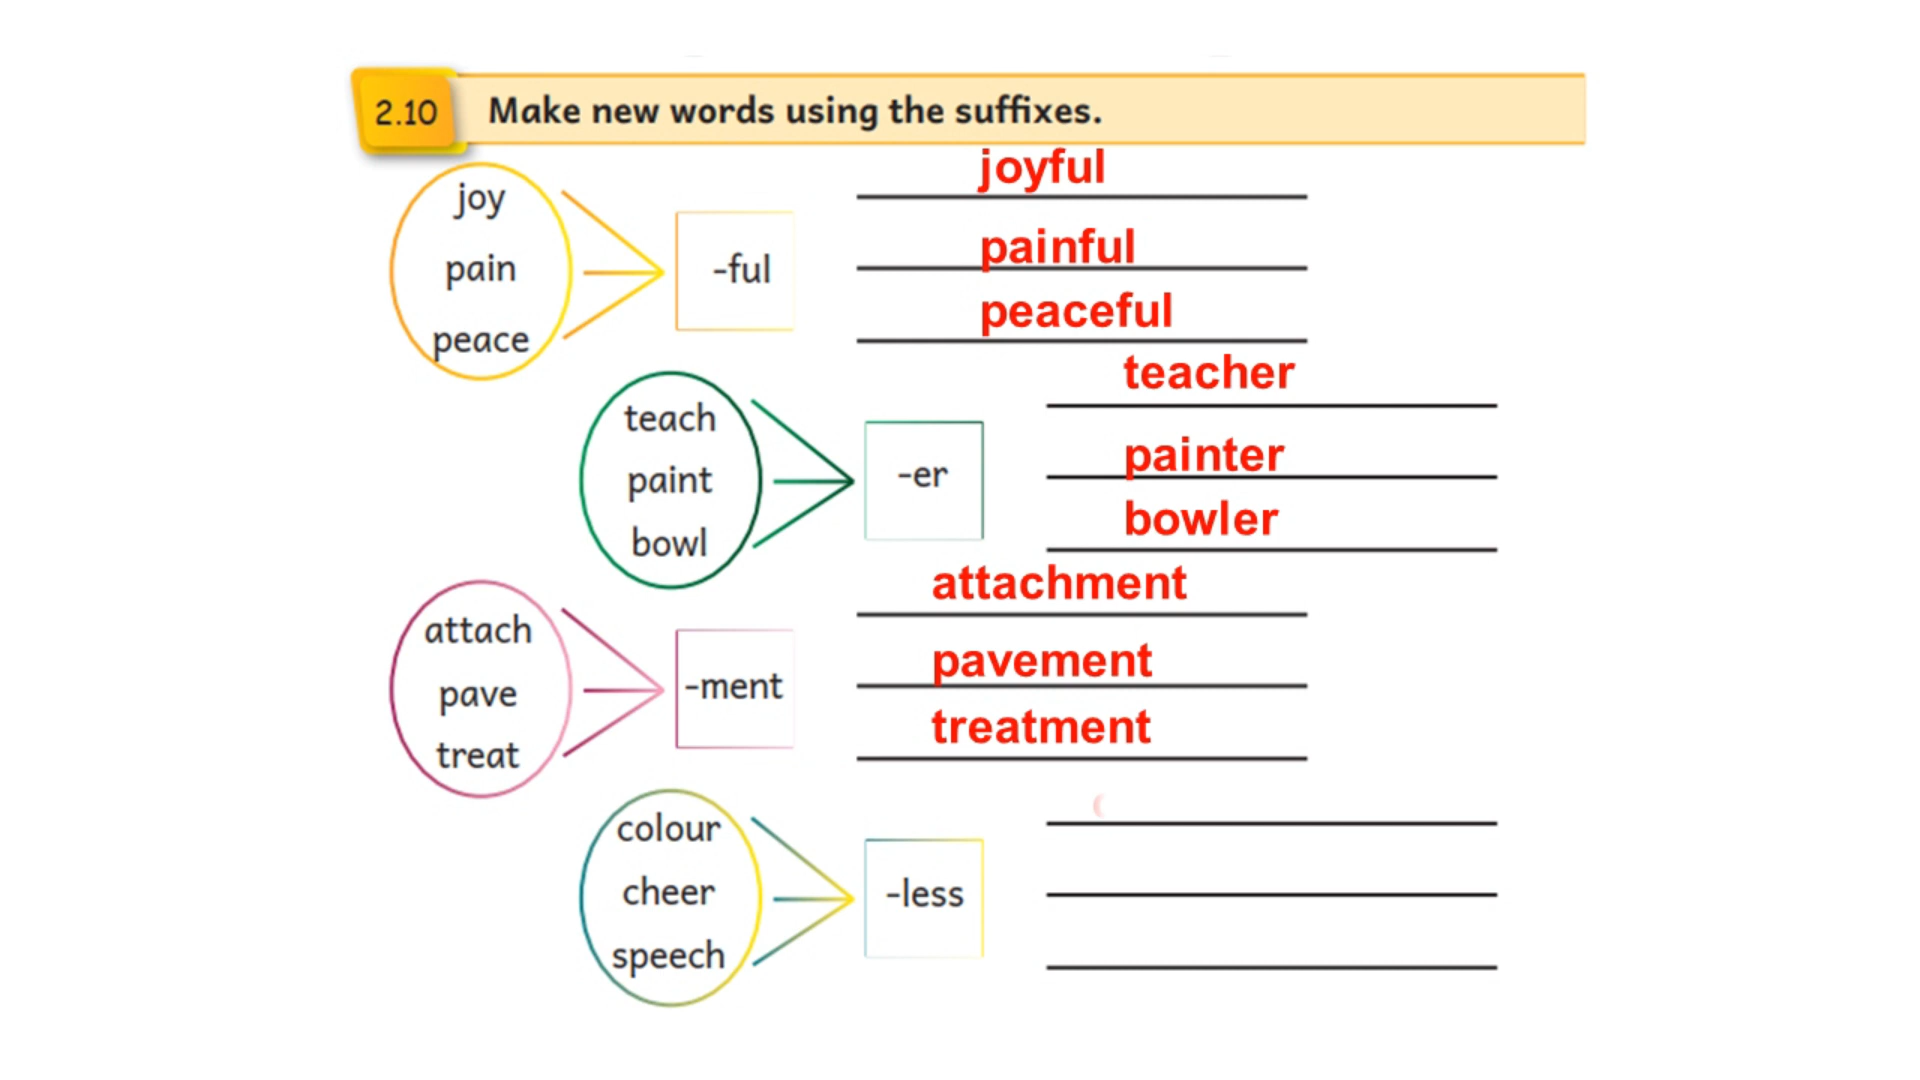 2.10 Make new words using the suffixes.
joy
pain
peace
-ful
joyful
painful
peaceful
teach
paint
bowl
-er
teacher
painter
bowler
attach
pave
treat
-ment
attachment
pavement
treatment
colour
cheer
speech
-less